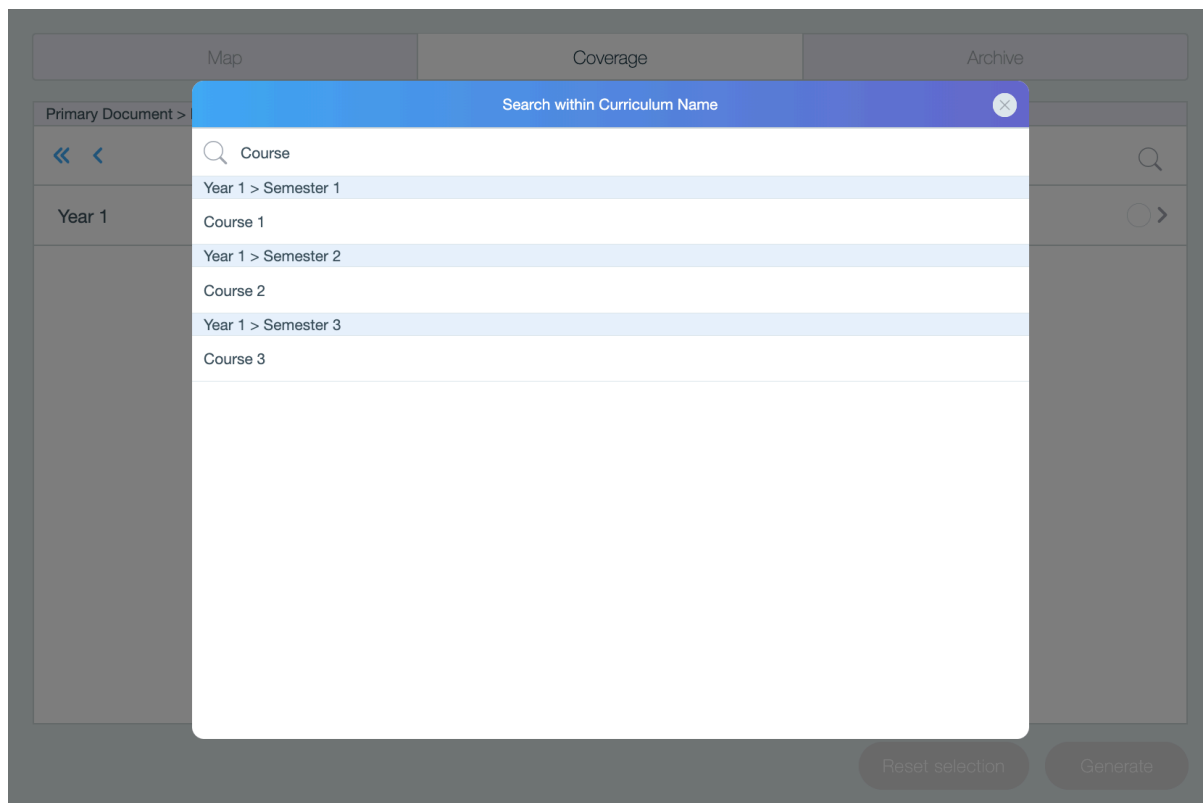 Map
Coverage
Archive
Primary Document >
Search within Curriculum Name
Course
Year 1 > Semester 1
Course 1
Year 1 > Semester 2
Course 2
Year 1 > Semester 3
Course 3
Year 1
Reset selection
Generate